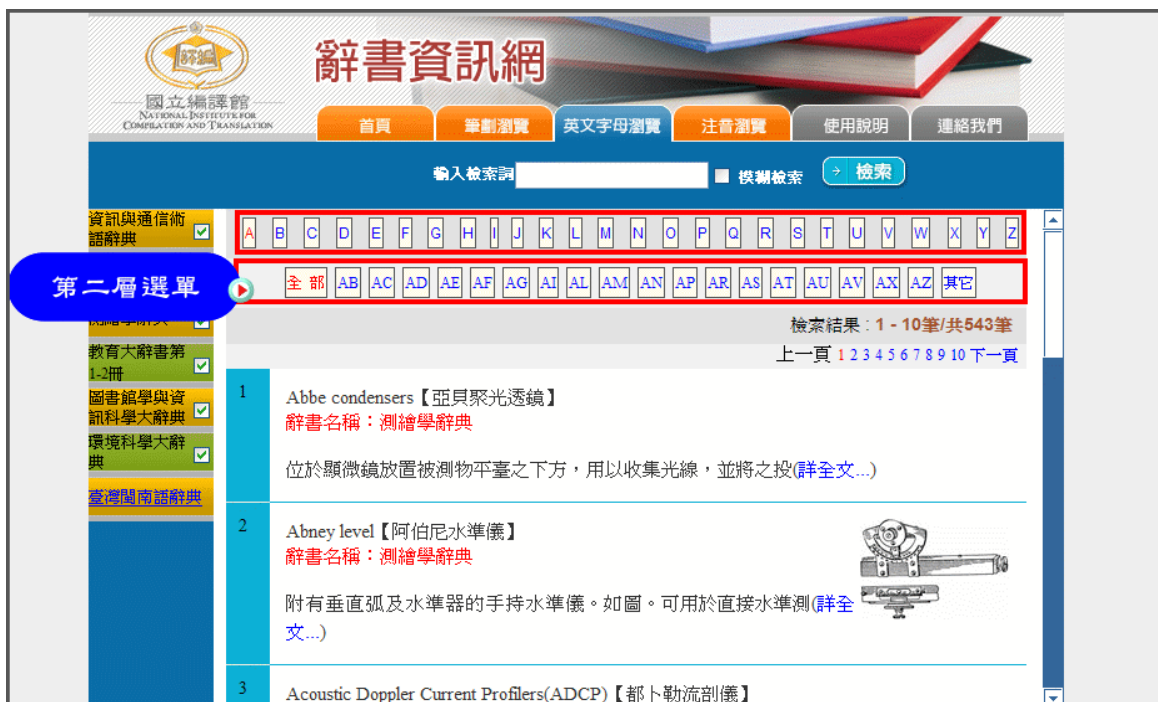 辭書資訊網
國立編譯館
NATIONAL INSTITUTE FOR
COMPILATION AND TRANSLATION
首頁 筆劃瀏覽 英文字母瀏覽 注音瀏覽 使用說明 連絡我們
輸入檢索詞 模糊檢索 檢索
資訊與通信術
語辭典
A B C D E F G H I J K L M N O P Q R S T U V W X Y Z
第二層選單
全 部 AB AC AD AE AF AG AI AL AM AN AP AR AS AT AU AV AX AZ 其它
測繪學辭典
檢索結果：1 - 10筆/共543筆
上一頁 1 2 3 4 5 6 7 8 9 10 下一頁
教育大辭書第
1-2冊
圖書館學與資
訊科學大辭典
環境科學大辭
典
臺灣閩南語辭典
1
Abbe condensers【亞貝聚光透鏡】
辭書名稱：測繪學辭典
位於顯微鏡放置被測物平臺之下方，用以收集光線，並將之投(詳全文...)
2
Abney level【阿伯尼水準儀】
辭書名稱：測繪學辭典
附有垂直弧及水準器的手持水準儀。如圖。可用於直接水準測(詳全
文...)
3
Acoustic Doppler Current Profilers(ADCP)【都卜勒流剖儀】